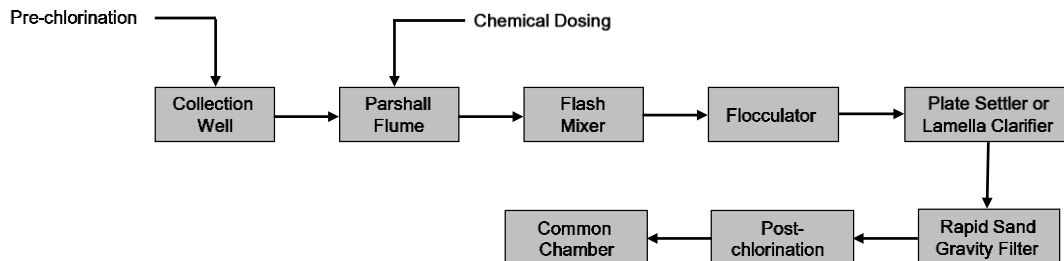 Pre-chlorination
Chemical Dosing
Collection
Well
Parshall
Flume
Flash
Mixer
Flocculator
Plate Settler or
Lamella Clarifier
Rapid Sand
Gravity Filter
Post-
chlorination
Common
Chamber